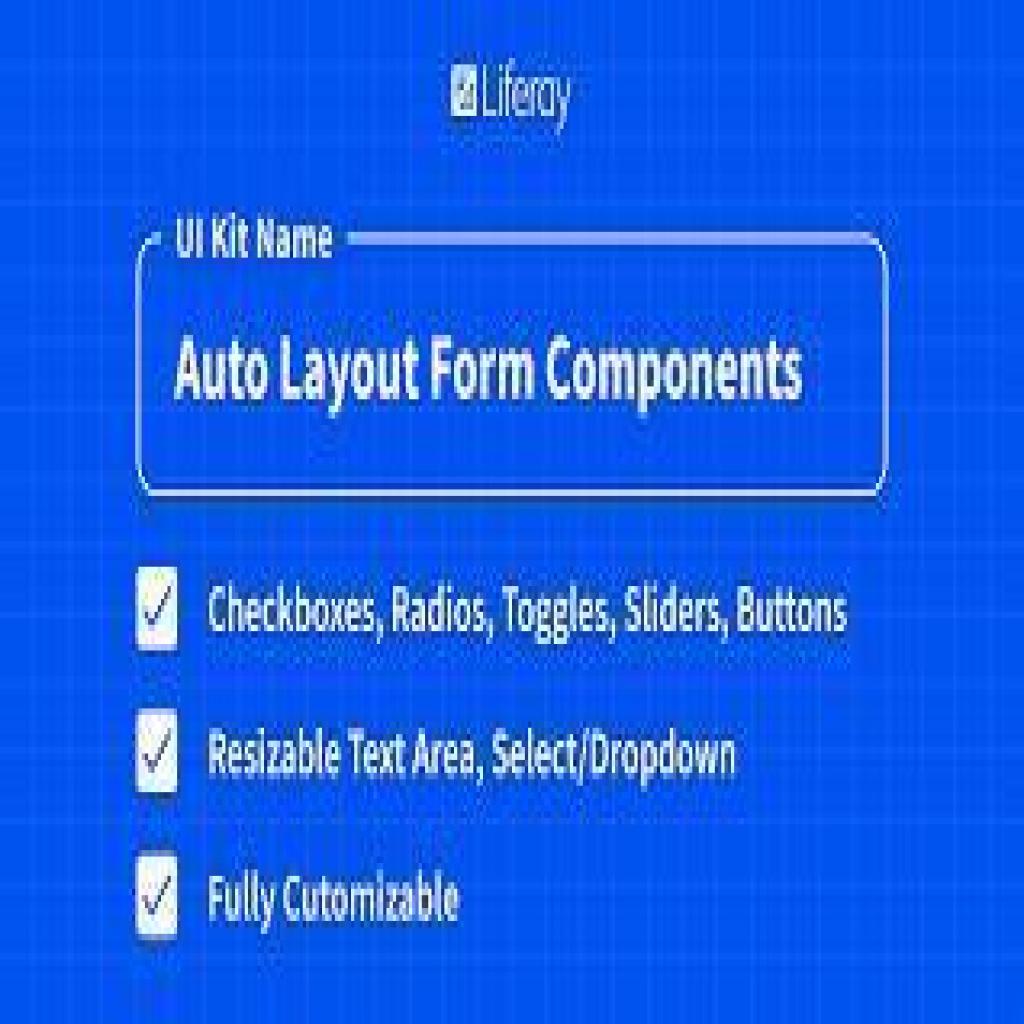 Liferay
UI Kit Name
Auto Layout Form Components
Checkboxes, Radios, Toggles, Sliders, Buttons
Resizable Text Area, Select/Dropdown
Fully Cutomizable